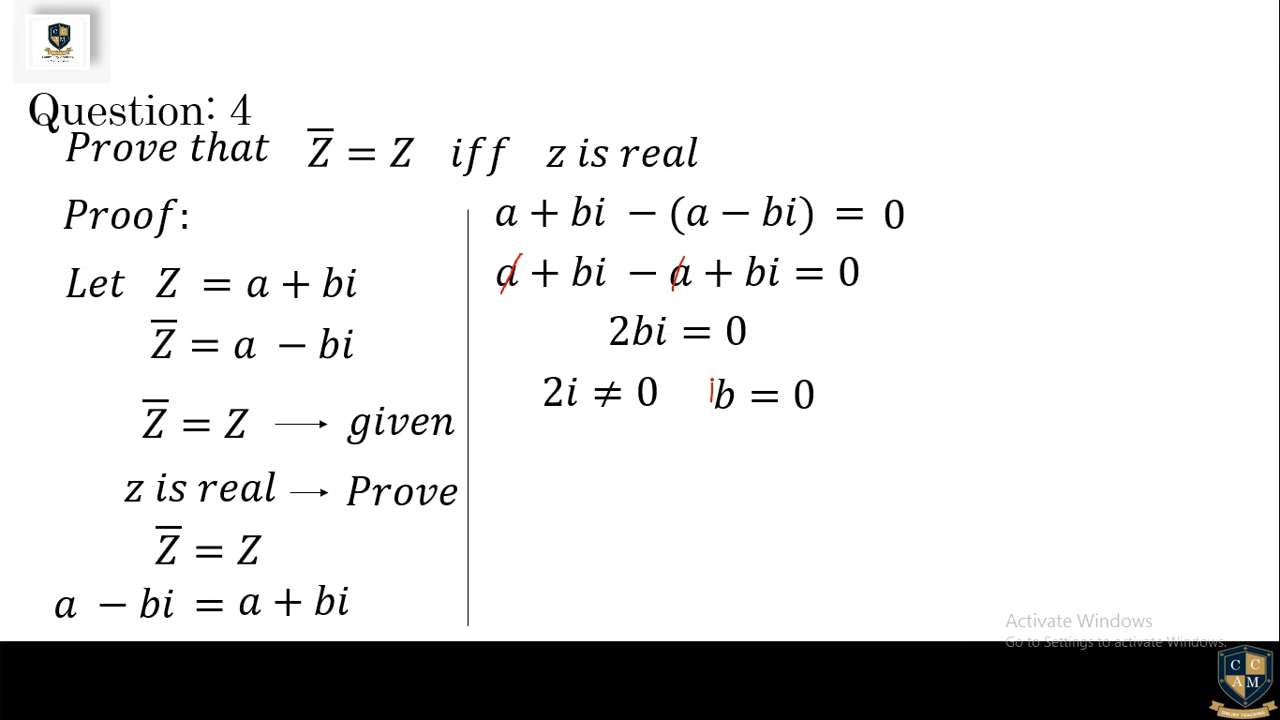 Question: 4
Prove that Z̅ = Z iff z is real
Proof:
Let Z = a + bi
Z̅ = a − bi
Z̅ = Z ⟶ given
z is real ⟶ Prove
Z̅ = Z
a − bi = a + bi
a + bi − (a − bi) = 0
a + bi − a + bi = 0
2bi = 0
2i ≠ 0 b = 0
Activate Windows
Go to Settings to activate Windows.
C C
A M